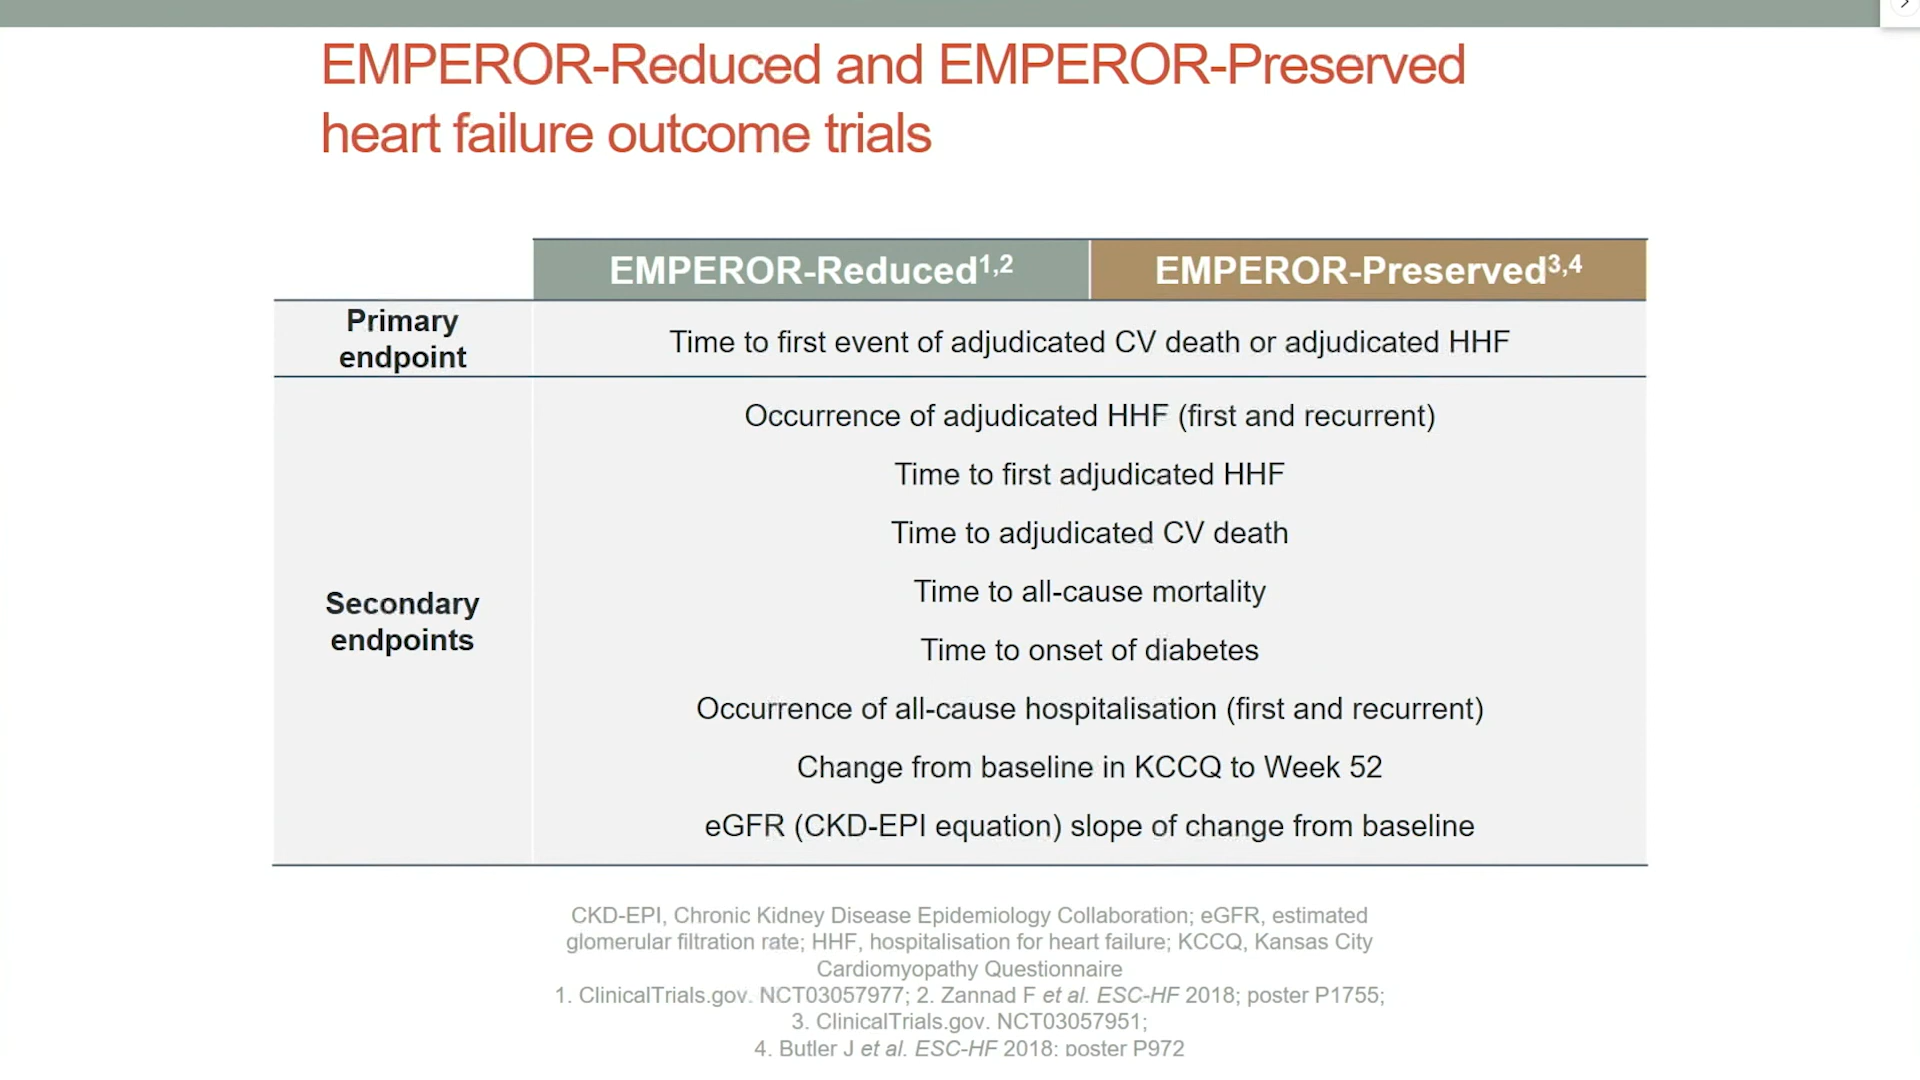 EMPEROR-Reduced and EMPEROR-Preserved
heart failure outcome trials
EMPEROR-Reduced1,2
EMPEROR-Preserved3,4
Primary
endpoint
Time to first event of adjudicated CV death or adjudicated HHF
Secondary
endpoints
Occurrence of adjudicated HHF (first and recurrent)
Time to first adjudicated HHF
Time to adjudicated CV death
Time to all-cause mortality
Time to onset of diabetes
Occurrence of all-cause hospitalisation (first and recurrent)
Change from baseline in KCCQ to Week 52
eGFR (CKD-EPI equation) slope of change from baseline
CKD-EPI, Chronic Kidney Disease Epidemiology Collaboration; eGFR, estimated
glomerular filtration rate; HHF, hospitalisation for heart failure; KCCQ, Kansas City
Cardiomyopathy Questionnaire
1. ClinicalTrials.gov. NCT03057977; 2. Zannad F et al. ESC-HF 2018; poster P1755;
3. ClinicalTrials.gov. NCT03057951;
4. Butler J et al. ESC-HF 2018; poster P972